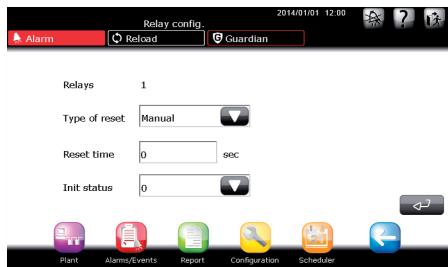 2014/01/01 12:00
Relay config.
Alarm Reload Guardian
Relays 1
Type of reset Manual
Reset time 0 sec
Init status 0
Plant Alarms/Events Report Configuration Scheduler